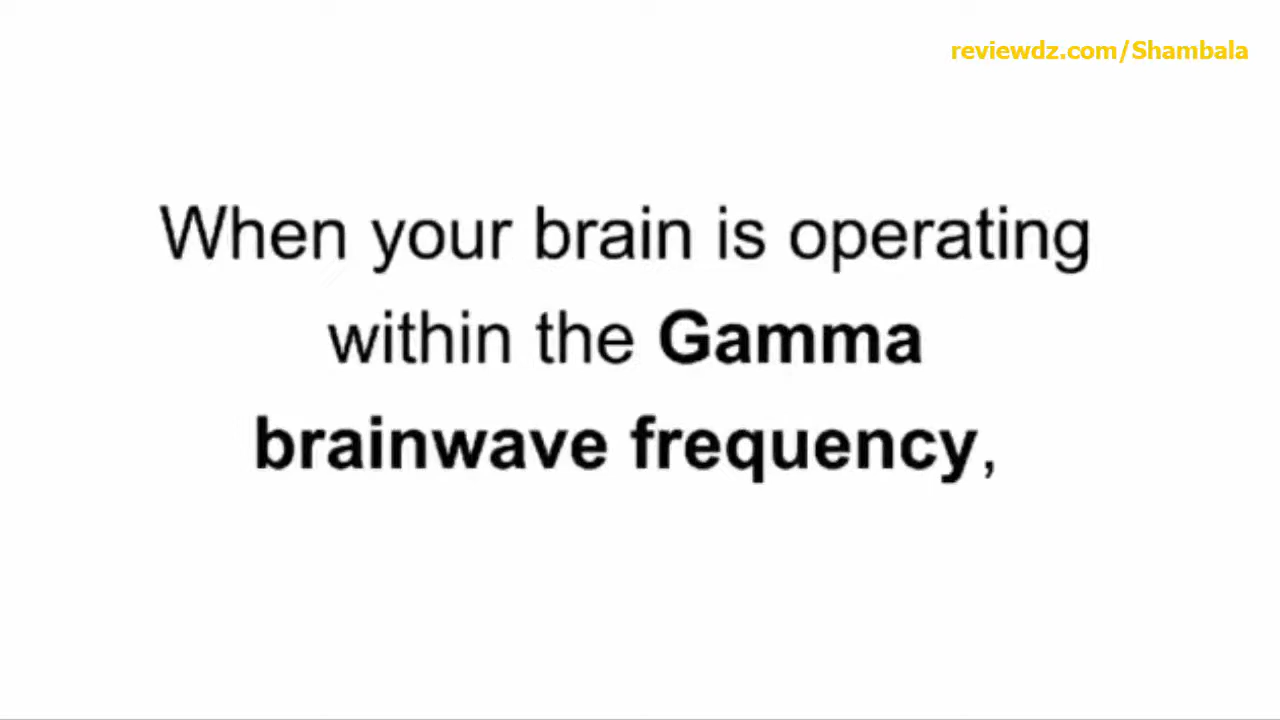 reviewdz.com/Shambala
When your brain is operating
within the Gamma
brainwave frequency,